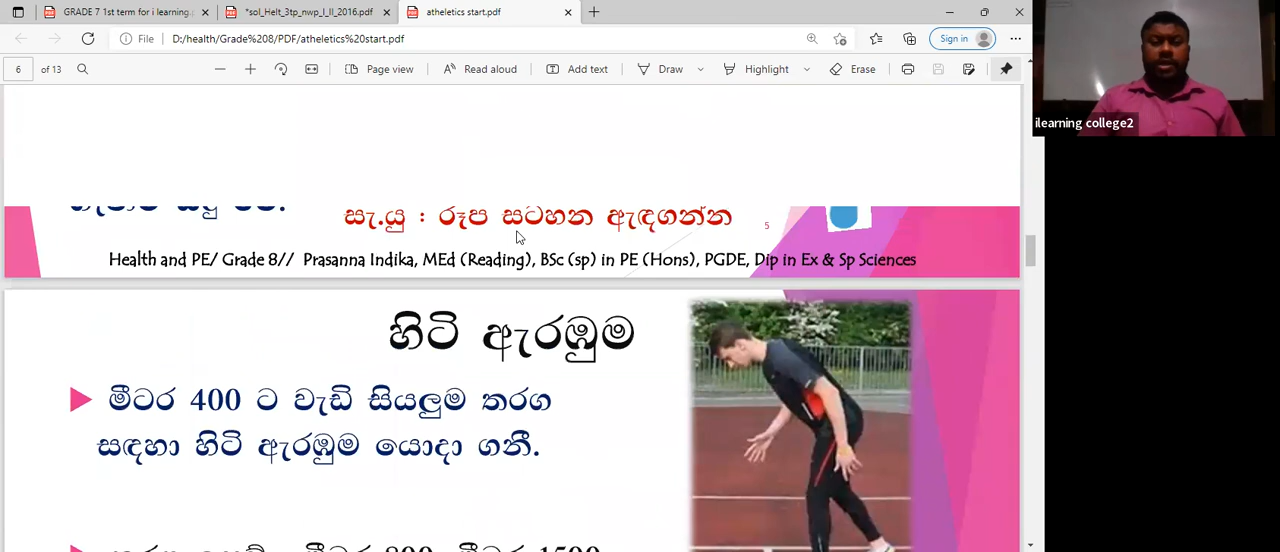 GRADE 7 1st term for i learning.p
*sol_Helt_3tp_nwp_I_II_2016.pdf
atheletics start.pdf
File
D:/health/Grade%208/PDF/atheletics%20start.pdf
Sign in
6 of 13
Page view
Read aloud
Add text
Draw
Highlight
Erase
ilearning college2
සැ.යු : රූප සටහන ඇඳගන්න
5
Health and PE/ Grade 8// Prasanna Indika, MEd (Reading), BSc (sp) in PE (Hons), PGDE, Dip in Ex & Sp Sciences
හිටි ඇරඹුම
මීටර 400 ට වැඩි සියලුම තරග
සඳහා හිටි ඇරඹුම යොදා ගනී.